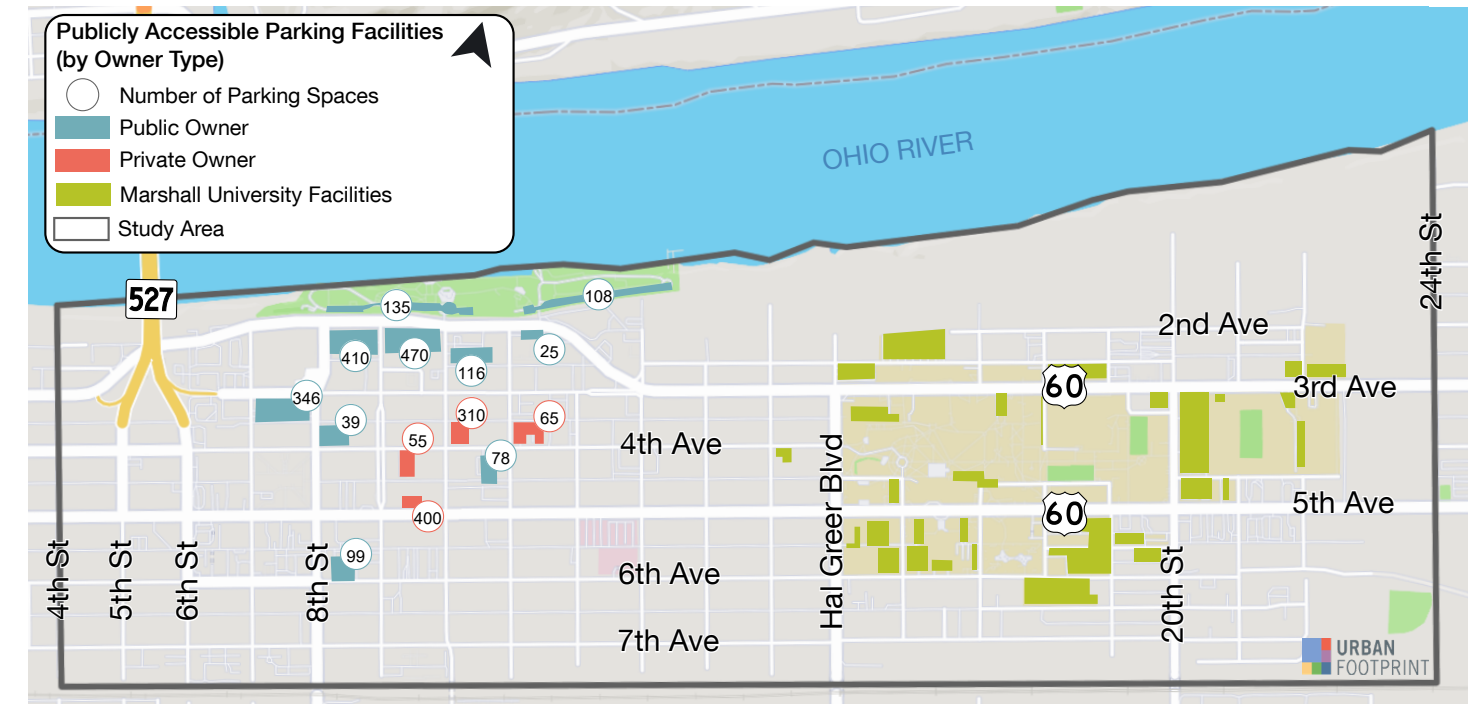 Publicly Accessible Parking Facilities
(by Owner Type)
Number of Parking Spaces
Public Owner
Private Owner
Marshall University Facilities
Study Area
OHIO RIVER
24th St
527
135
108
2nd Ave
410
470
116
25
60
3rd Ave
346
39
310
65
55
4th Ave
78
400
Hal Greer Blvd
60
5th Ave
99
4th St
5th St
6th St
8th St
6th Ave
20th St
7th Ave
URBAN
FOOTPRINT